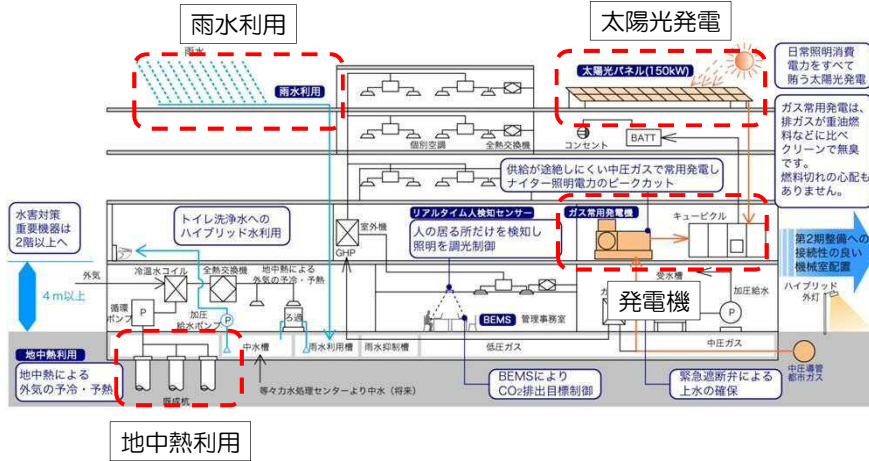 雨水利用
太陽光発電
雨水
雨水利用
太陽光パネル(150kW)
日常照明消費
電力をすべて
賄う太陽光発電
個別空調
全熱交換機
コンセント
BATT
ガス常用発電は、
排ガスが重油燃
料などに比べ
クリーンで無臭
です。
燃料切れの心配も
ありません。
供給が途絶しにくい中圧ガスで常用発電し
ナイター照明電力のピークカット
水害対策
重要機器は
2階以上へ
トイレ洗浄水への
ハイブリッド水利用
室外機
GHP
リアルタイム人検知センサー
人の居る所だけを検知し
照明を調光制御
ガス常用発電機
キュービクル
第2期整備への
接続性の良い
機械室配置
外気
4m以上
冷温水コイル
全熱交換機
地中熱による
外気の予冷・予熱
循環
ポンプ
P
加圧
給水ポンプ
P
ろ過
BEMS
管理事務室
発電機
受水槽
加圧給水
P
ハイブリッド
外灯
中水槽
雨水利用槽
雨水抑制槽
低圧ガス
中圧ガス
地中熱利用
地中熱による
外気の予冷・予熱
既成杭
等々力水処理センターより中水(将来)
BEMSにより
CO2排出目標制御
緊急遮断弁による
上水の確保
中圧導管
都市ガス
地中熱利用